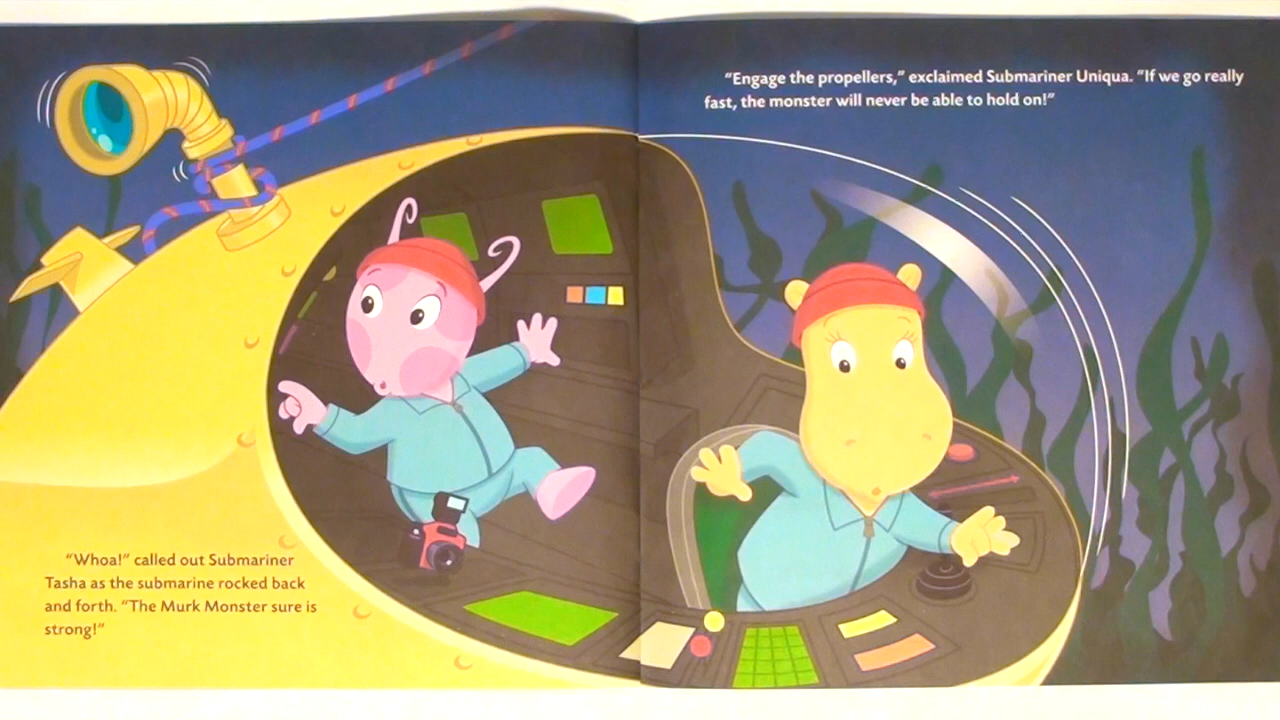 "Whoa!" called out Submariner
Tasha as the submarine rocked back
and forth. "The Murk Monster sure is
strong!"
"Engage the propellers," exclaimed Submariner Uniqua. "If we go really
fast, the monster will never be able to hold on!"